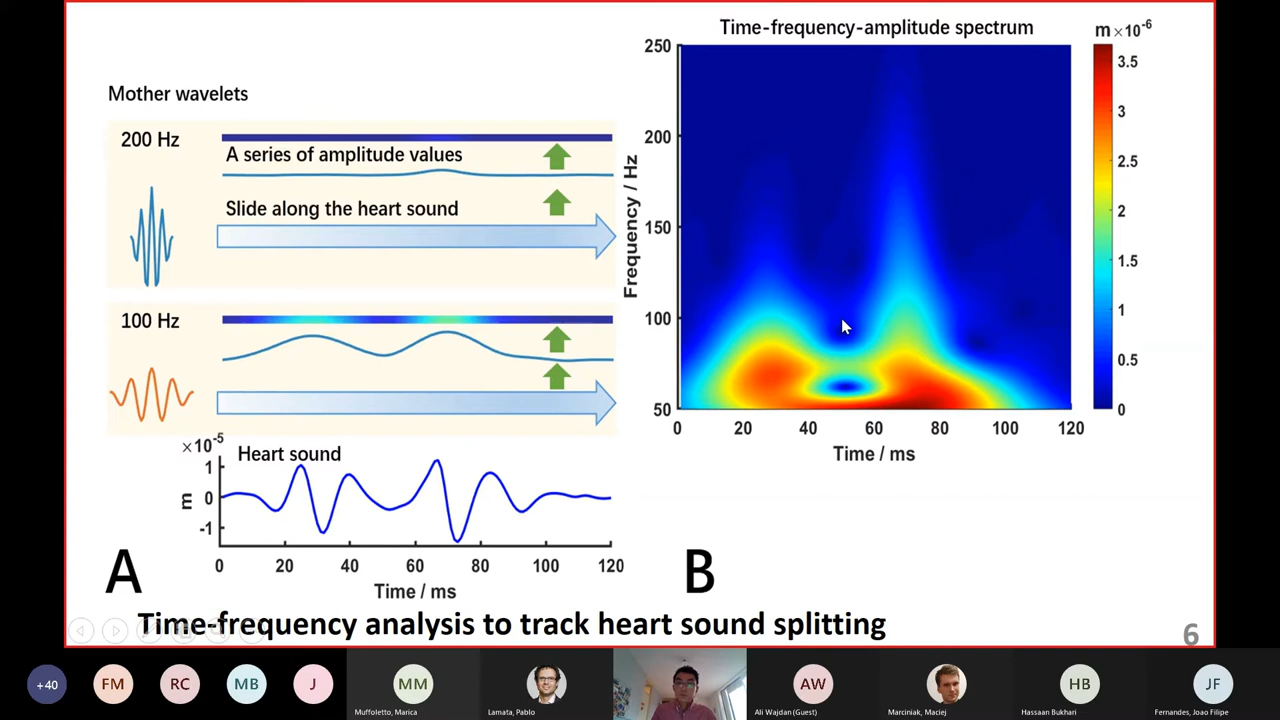 Mother wavelets
200 Hz
A series of amplitude values
Slide along the heart sound
100 Hz
×10-5
Heart sound
1
0
-1
m
0 20 40 60 80 100 120
Time / ms
A
Time-frequency-amplitude spectrum
m×10-6
250
200
150
100
50
Frequency / Hz
0 20 40 60 80 100 120
Time / ms
3.5
3
2.5
2
1.5
1
0.5
0
B
Time-frequency analysis to track heart sound splitting
6
+40 FM RC MB J MM AW HB JF
Muffoletto, Marica Lamata, Pablo Ali Wajdan (Guest) Marciniak, Maciej Hassaan Bukhari Fernandes, Joao Filipe